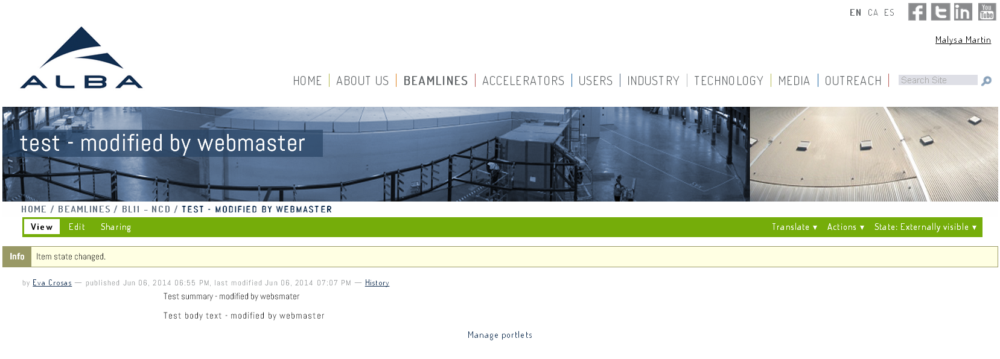 EN CA ES
You Tube
Malysa Martin
ALBA
HOME ABOUT US BEAMLINES ACCELERATORS USERS INDUSTRY TECHNOLOGY MEDIA OUTREACH Search Site
test - modified by webmaster
HOME / BEAMLINES / BL11 - NCD / TEST - MODIFIED BY WEBMASTER
View Edit Sharing Translate ▼ Actions ▼ State: Externally visible ▼
Info Item state changed.
by Eva Crosas — published Jun 06, 2014 06:55 PM, last modified Jun 06, 2014 07:07 PM — History
Test summary - modified by websmater
Test body text - modified by webmaster
Manage portlets